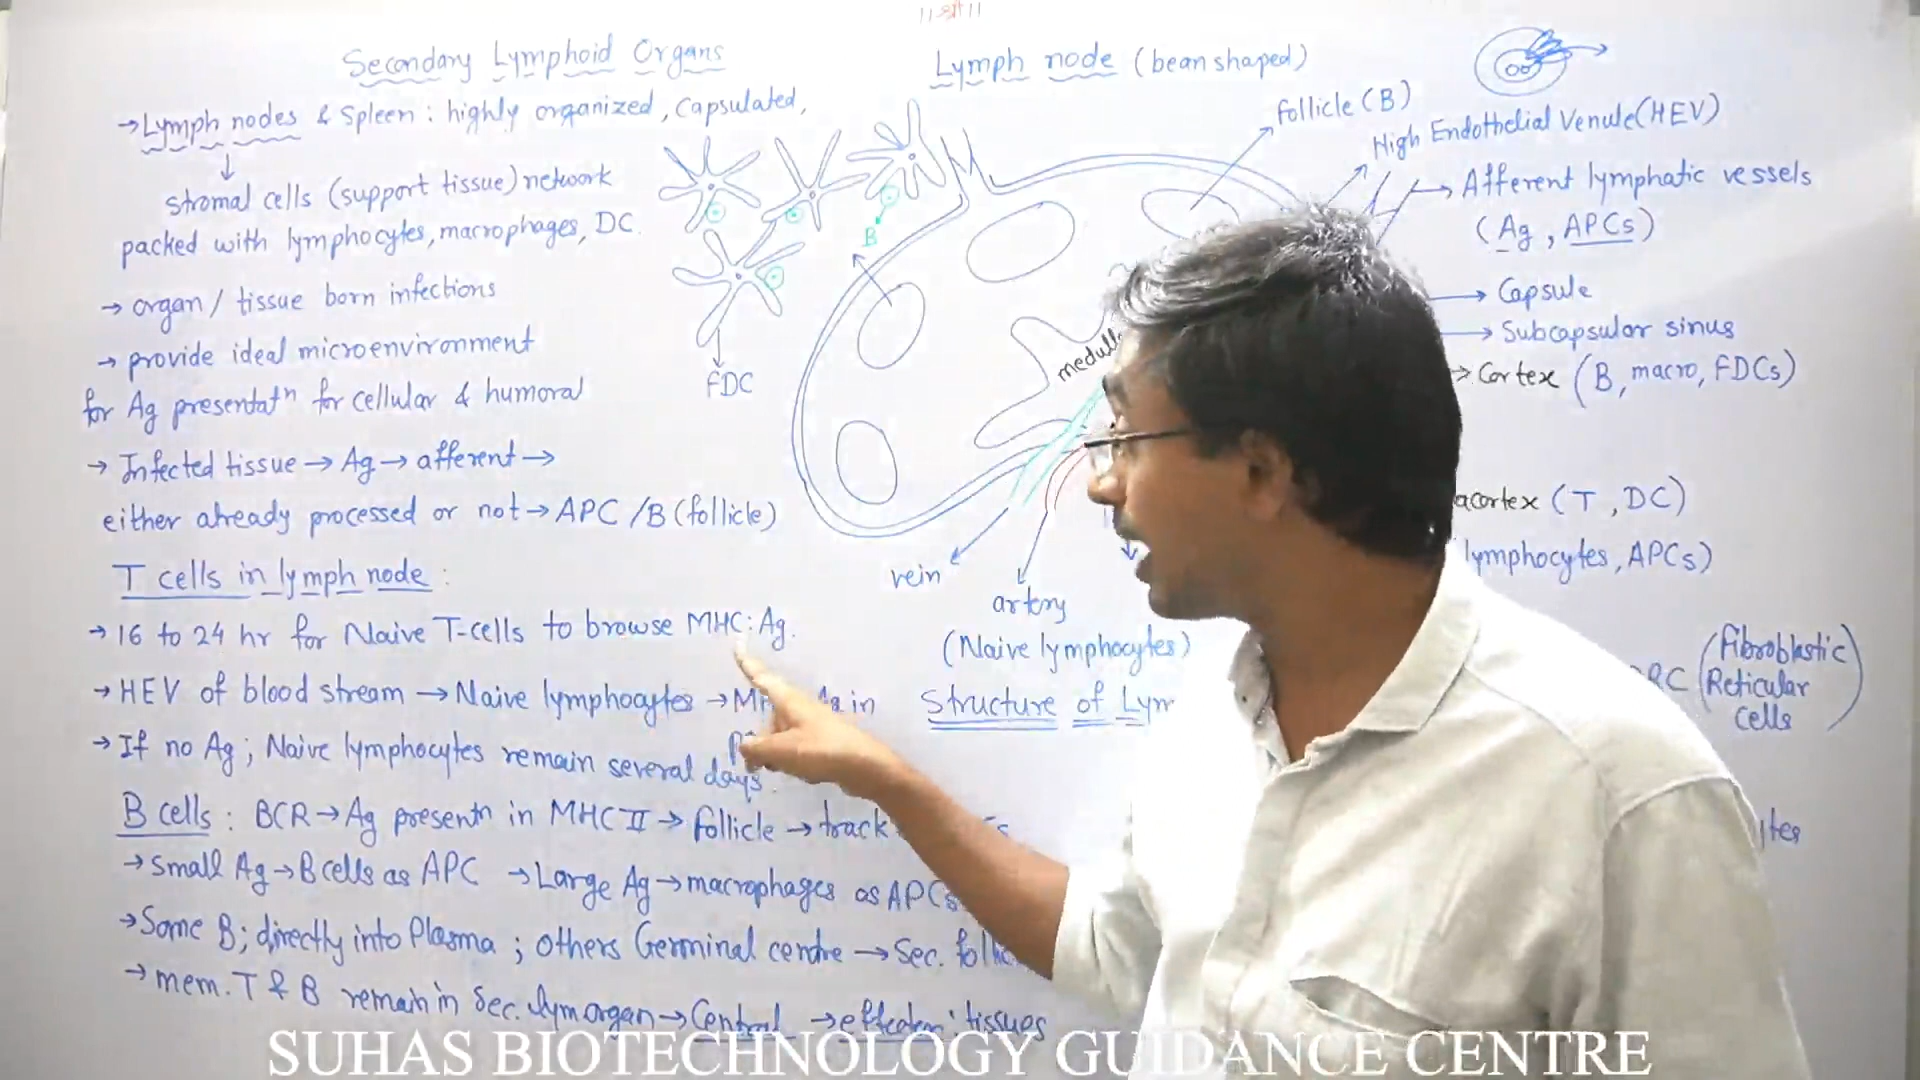 ||श्री||
Secondary Lymphoid Organs
→Lymph nodes & Spleen : highly organized, Capsulated,
stromal cells (support tissue) network
packed with lymphocytes, macrophages, DC.
→ organ / tissue born infections
→ provide ideal microenvironment
for Ag presentatⁿ for cellular & humoral
→ Infected tissue → Ag → afferent →
either already processed or not → APC /B (follicle)
T cells in lymph node :
→ 16 to 24 hr for Naive T-cells to browse MHC:Ag.
→ HEV of blood stream → Naive lymphocytes → in
→ If no Ag; Naive lymphocytes remain several days.
B cells : BCR → Ag presentⁿ in MHC II → follicle → track
→ small Ag → B cells as APC → Large Ag → macrophages as APCs
→ Some B; directly into Plasma ; others Germinal centre → Sec.
→ mem. T & B remain in Sec. lym organ → Central → effector : tissues
B
FDC
Lymph node (bean shaped)
follicle (B)
High Endothelial Venule (HEV)
Afferent lymphatic vessels
(Ag, APCs)
Capsule
Subcapsular sinus
Cortex (B, macro, FDCs)
(T, DC)
lymphocytes, APCs)
vein
artery
(Naive lymphocytes)
Structure of
(Fibroblastic
Reticular
Cells)
SUHAS BIOTECHNOLOGY GUIDANCE CENTRE